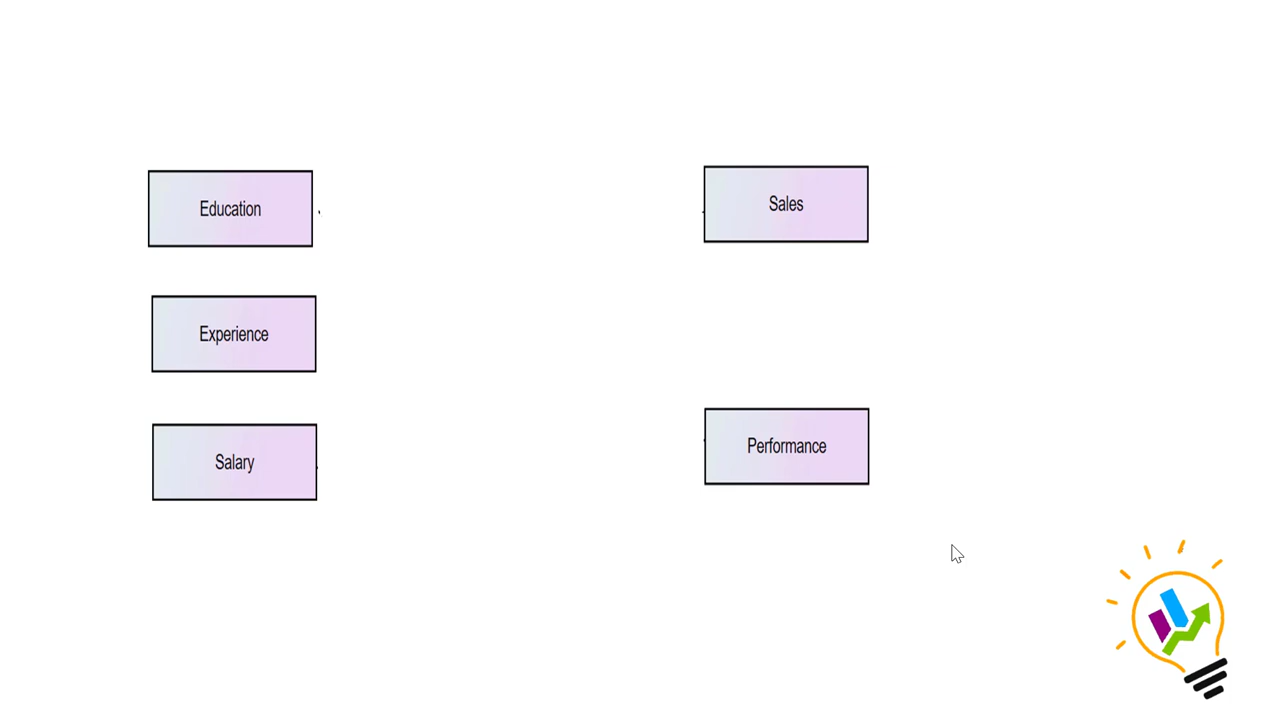 Education
Sales
Experience
Salary
Performance